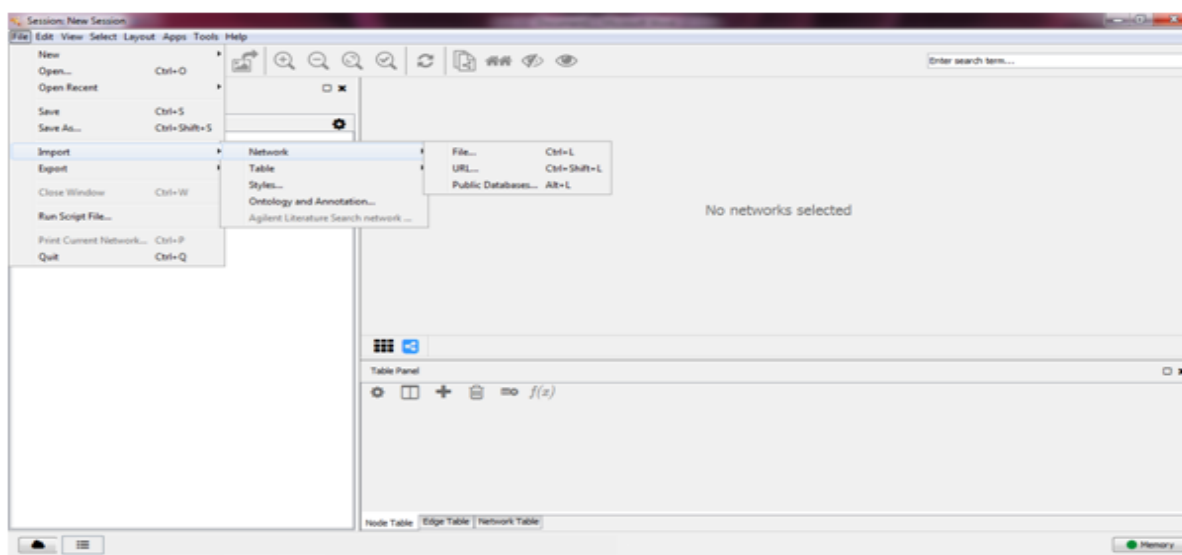 Session: New Session
File Edit View Select Layout Apps Tools Help
New
Open... Ctrl+O
Open Recent
Save Ctrl+S
Save As... Ctrl+Shift+S
Import
Export
Close Window Ctrl+W
Run Script File...
Print Current Network... Ctrl+P
Quit Ctrl+Q
Network
Table
Styles...
Ontology and Annotation...
Agilent Literature Search network ...
File... Ctrl+L
URL... Ctrl+Shift+L
Public Databases... Alt+L
Enter search term....
No networks selected
Table Panel
f(x)
Node Table Edge Table Network Table
Memory